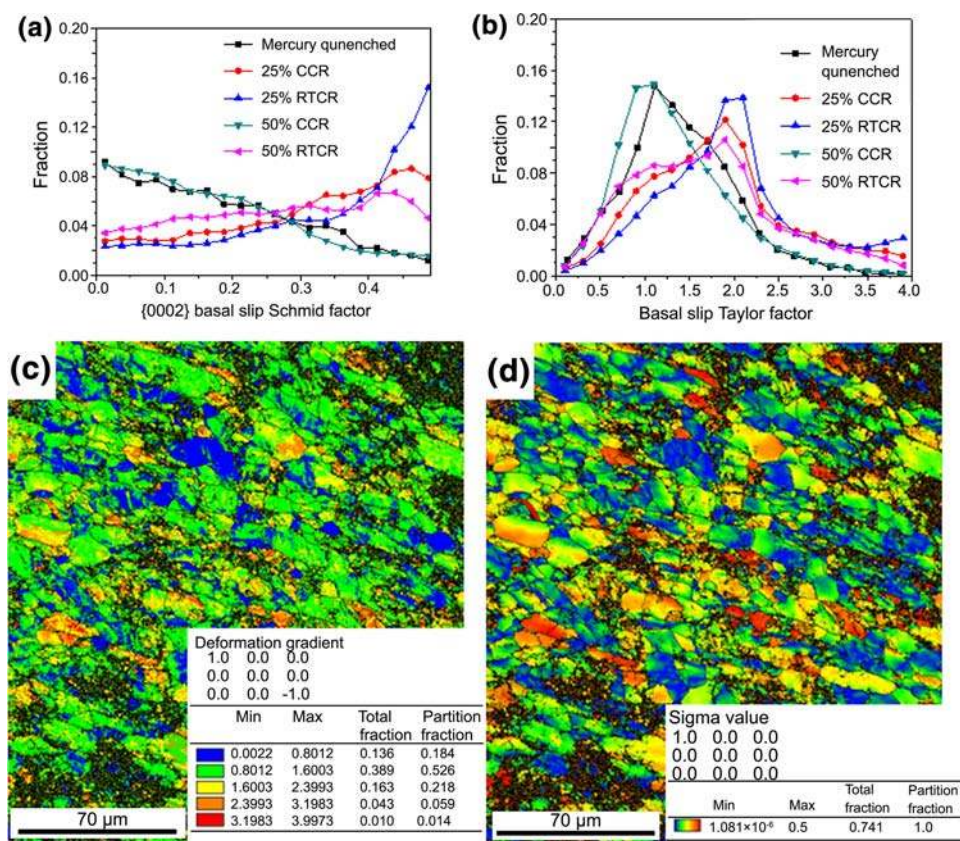 (a)
0.20
0.16
0.12
0.08
0.04
0.00
Fraction
Mercury qunenched
25% CCR
25% RTCR
50% CCR
50% RTCR
0.0 0.1 0.2 0.3 0.4
{0002} basal slip Schmid factor
(b)
0.20
0.16
0.12
0.08
0.04
0.00
Fraction
Mercury
qunenched
25% CCR
25% RTCR
50% CCR
50% RTCR
0.0 0.5 1.0 1.5 2.0 2.5 3.0 3.5 4.0
Basal slip Taylor factor
(c)
Deformation gradient
1.0 0.0 0.0
0.0 0.0 0.0
0.0 0.0 -1.0
Min Max Total Partition
fraction fraction
0.0022 0.8012 0.136 0.184
0.8012 1.6003 0.389 0.526
1.6003 2.3993 0.163 0.218
2.3993 3.1983 0.043 0.059
3.1983 3.9973 0.010 0.014
70 µm
(d)
Sigma value
1.0 0.0 0.0
0.0 0.0 0.0
0.0 0.0 0.0
Total Partition
Min Max fraction fraction
1.081×10⁻⁶ 0.5 0.741 1.0
70 µm